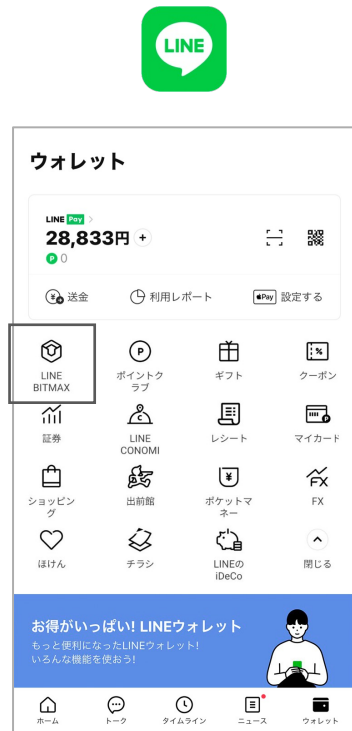 LINE
ウォレット
LINE Pay >
28,833円 +
P 0
送金
利用レポート
Pay 設定する
LINE
BITMAX
ポイントク
ラブ
ギフト
クーポン
証券
LINE
CONOMI
レシート
マイカード
ショッピン
グ
出前館
ポケットマ
ネー
FX
ほけん
チラシ
LINEの
iDeCo
閉じる
お得がいっぱい! LINEウォレット
もっと便利になったLINEウォレット!
いろんな機能を使おう!
ホーム
トーク
タイムライン
ニュース
ウォレット